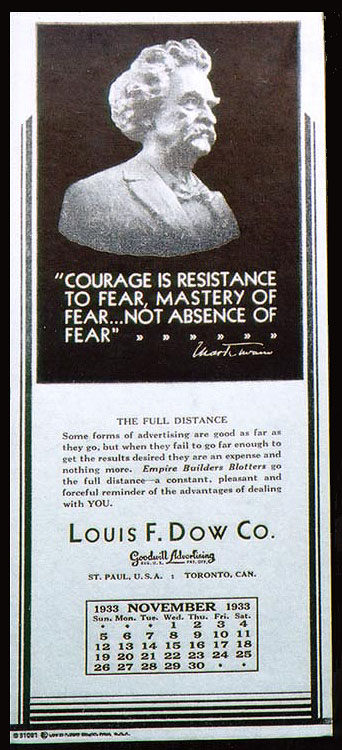 "COURAGE IS RESISTANCE
TO FEAR, MASTERY OF
FEAR...NOT ABSENCE OF
FEAR" » » » » » »
Mark Twain
THE FULL DISTANCE
Some forms of advertising are good as far as
they go, but when they fail to go far enough to
get the results desired they are an expense and
nothing more. Empire Builders Blotters go
the full distance—a constant, pleasant and
forceful reminder of the advantages of dealing
with YOU.
LOUIS F. DOW CO.
Goodwill Advertising
REG. U. S. PAT. OFF.
ST. PAUL, U.S.A. : TORONTO, CAN.
1933 NOVEMBER 1933
Sun. Mon. Tue. Wed. Thu. Fri. Sat.
• • • 1 2 3 4
5 6 7 8 9 10 11
12 13 14 15 16 17 18
19 20 21 22 23 24 25
26 27 28 29 30 • •
©